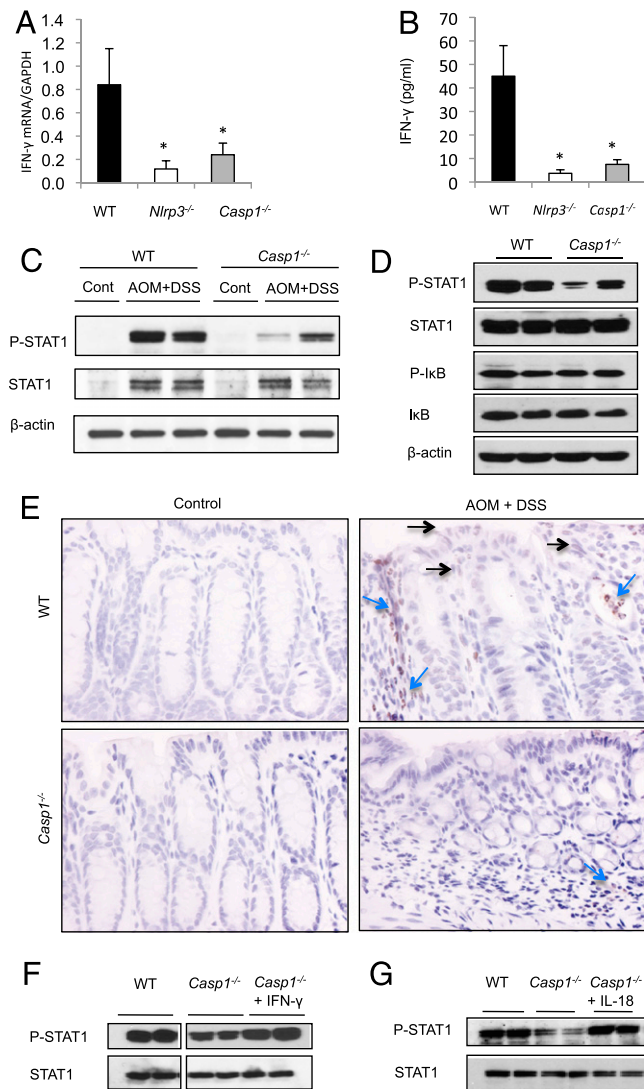 A
IFN-γ mRNA/GAPDH
1.4
1.2
1.0
0.8
0.6
0.4
0.2
0
*
*
WT
Nlrp3-/-
Casp1-/-
B
IFN-γ (pg/ml)
70
60
50
40
30
20
10
0
*
*
WT
Nlrp3-/-
Casp1-/-
C
WT
Casp1-/-
Cont
AOM+DSS
Cont
AOM+DSS
P-STAT1
STAT1
β-actin
D
WT
Casp1-/-
P-STAT1
STAT1
P-IκB
IκB
β-actin
E
Control
AOM + DSS
WT
Casp1-/-
F
WT
Casp1-/-
Casp1-/-
+ IFN-γ
P-STAT1
STAT1
G
WT
Casp1-/-
Casp1-/-
+ IL-18
P-STAT1
STAT1